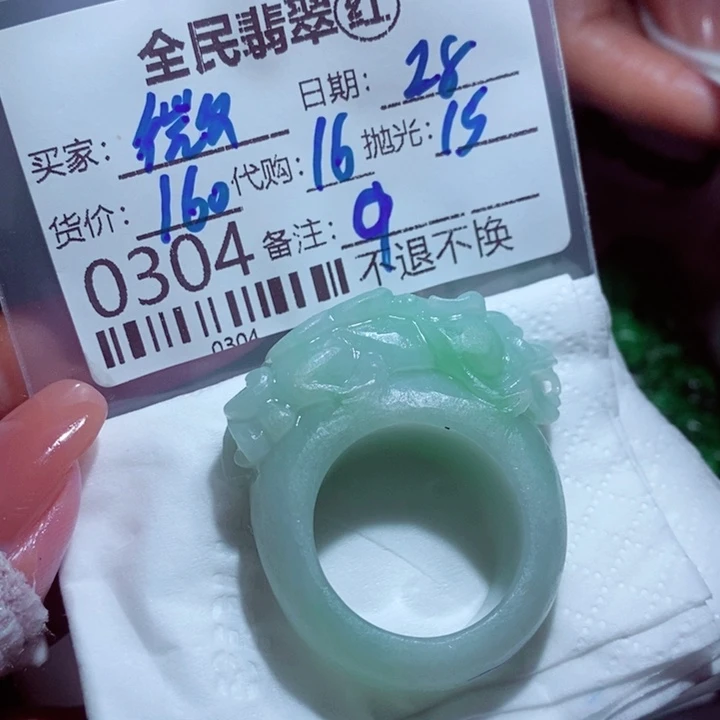 全民翡翠红
买家： 日期：28
货价：160 代购：16 抛光：15
0304 备注：9 不退不换
0304